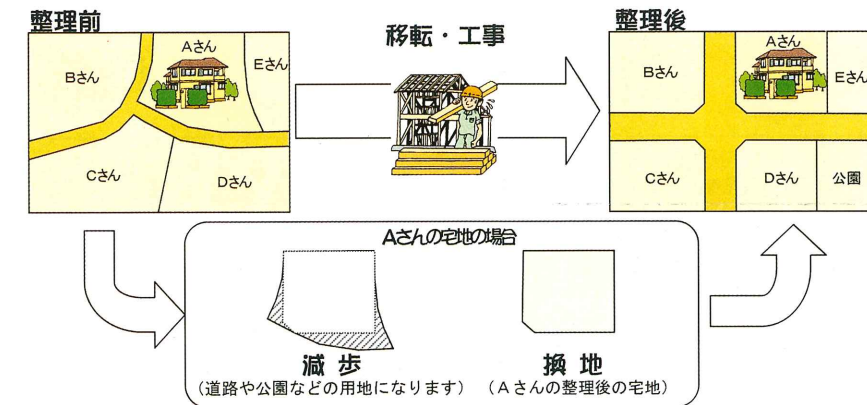 整理前
移転・工事
整理後
Aさん
Bさん
Eさん
Cさん
Dさん
Aさん
Bさん
Eさん
Cさん
Dさん
公園
Aさんの宅地の場合
減歩
換地
(道路や公園などの用地になります)
(Aさんの整理後の宅地)